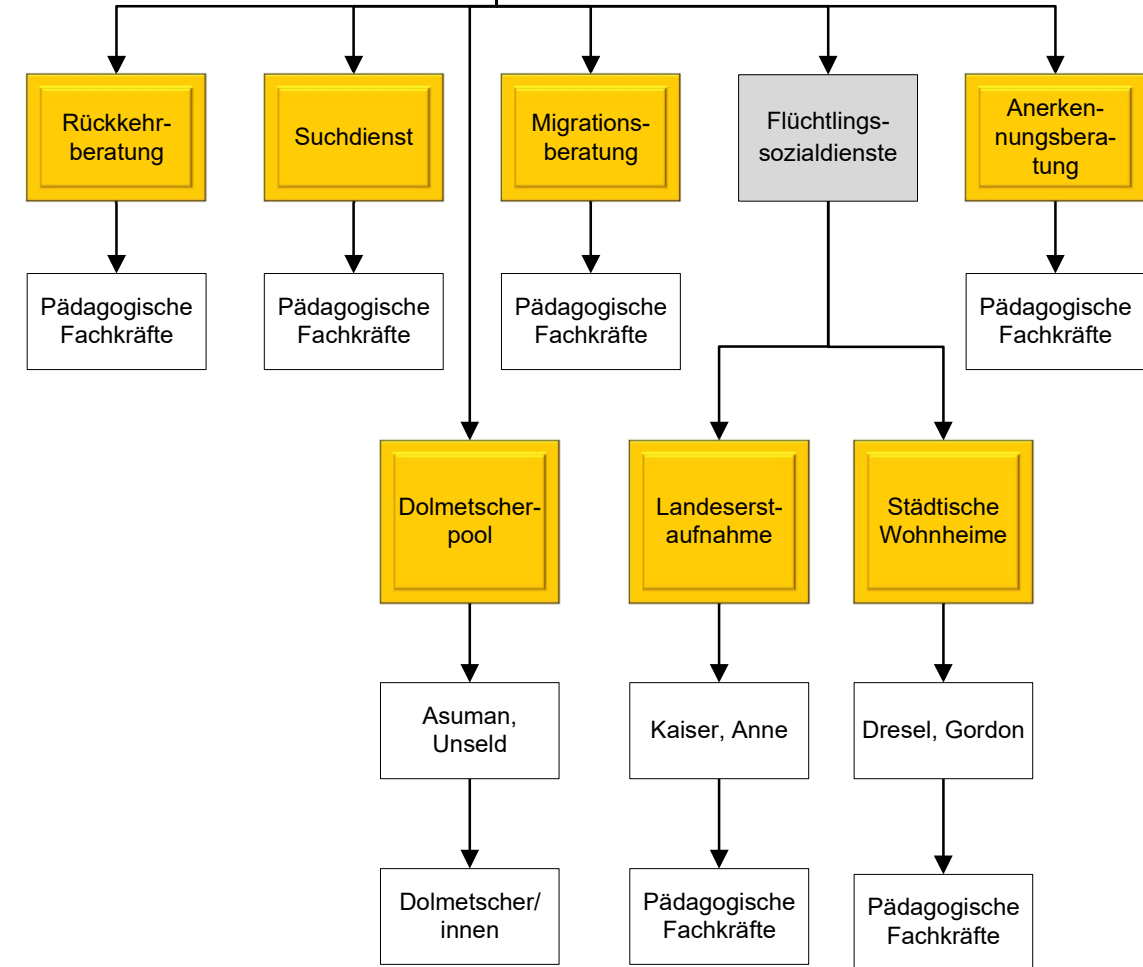 Rückkehr-
beratung
Suchdienst
Migrations-
beratung
Flüchtlings-
sozialdienste
Anerken-
nungsbera-
tung
Pädagogische
Fachkräfte
Pädagogische
Fachkräfte
Pädagogische
Fachkräfte
Pädagogische
Fachkräfte
Dolmetscher-
pool
Landeserst-
aufnahme
Städtische
Wohnheime
Asuman,
Unseld
Kaiser, Anne
Dresel, Gordon
Dolmetscher/
innen
Pädagogische
Fachkräfte
Pädagogische
Fachkräfte